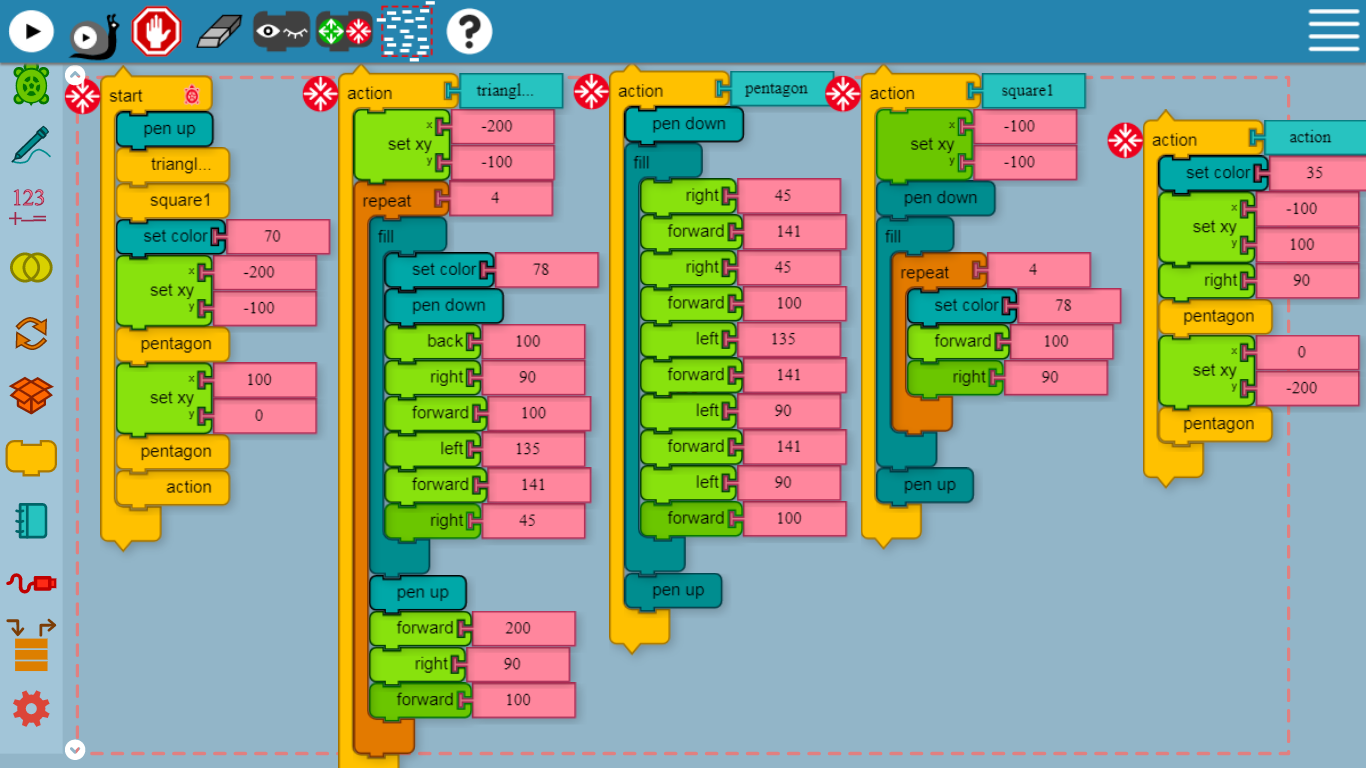 ?
123
+-=
start
pen up
triangl...
square1
set color 70
x -200
set xy
y -100
pentagon
x 100
set xy
y 0
pentagon
action
action triangl...
x -200
set xy
y -100
repeat 4
fill
set color 78
pen down
back 100
right 90
forward 100
left 135
forward 141
right 45
pen up
forward 200
right 90
forward 100
action pentagon
pen down
fill
right 45
forward 141
right 45
forward 100
left 135
forward 141
left 90
forward 141
left 90
forward 100
pen up
action square1
x -100
set xy
y -100
pen down
fill
repeat 4
set color 78
forward 100
right 90
pen up
action action
set color 35
x -100
set xy
y 100
right 90
pentagon
x 0
set xy
y -200
pentagon